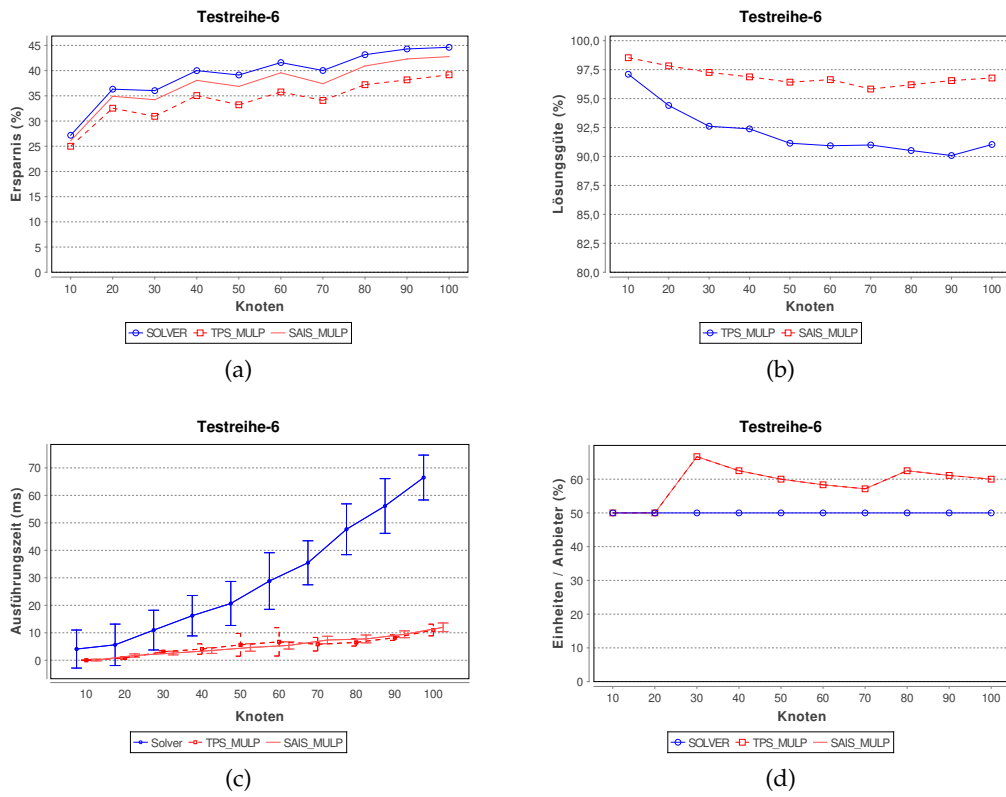 Testreihe-6
Ersparnis (%)
45
40
35
30
25
20
15
10
5
0
10 20 30 40 50 60 70 80 90 100
Knoten
SOLVER TPS_MULP SAIS_MULP
(a)
Testreihe-6
Lösungsgüte (%)
100,0
97,5
95,0
92,5
90,0
87,5
85,0
82,5
80,0
10 20 30 40 50 60 70 80 90 100
Knoten
TPS_MULP SAIS_MULP
(b)
Testreihe-6
Ausführungszeit (ms)
70
60
50
40
30
20
10
0
10 20 30 40 50 60 70 80 90 100
Knoten
Solver TPS_MULP SAIS_MULP
(c)
Testreihe-6
Einheiten / Anbieter (%)
60
50
40
30
20
10
0
10 20 30 40 50 60 70 80 90 100
Knoten
SOLVER TPS_MULP SAIS_MULP
(d)